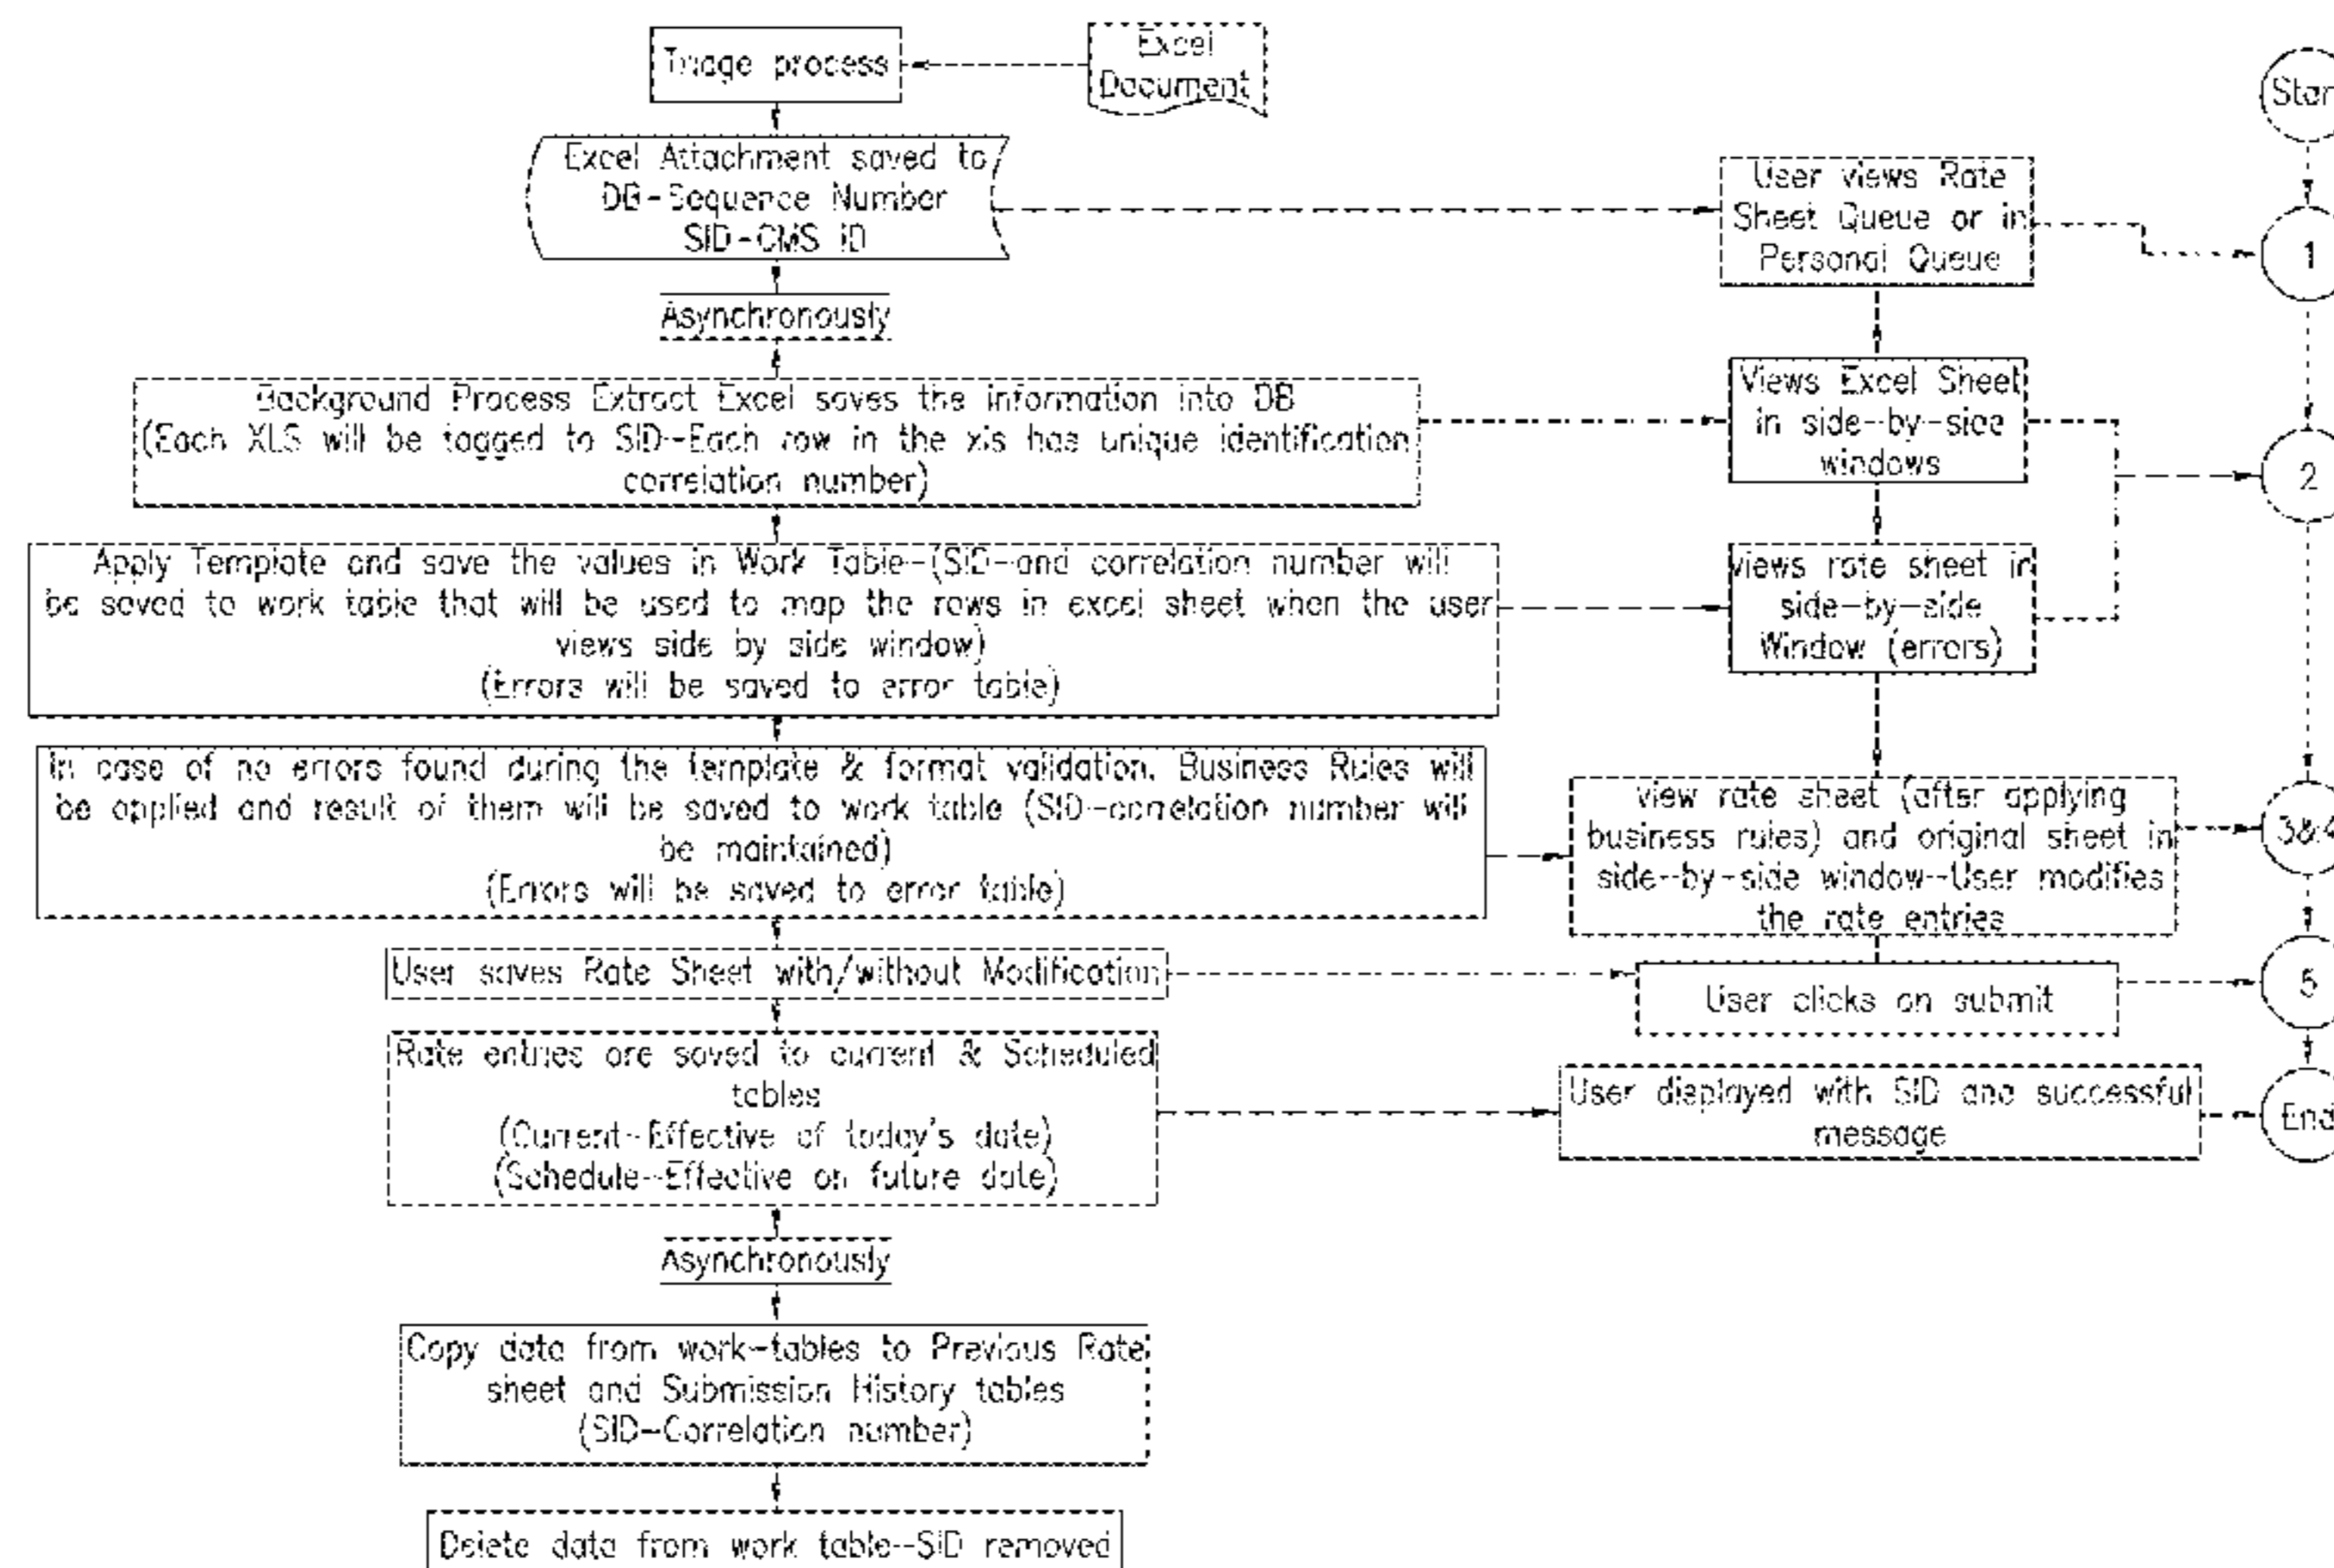 Triage process
Excel
Document
Excel Attachment saved to
DB-Sequence Number
SID-CMS ID
Asynchronously
Background Process Extract Excel saves the information into DB
(Each XLS will be tagged to SID--Each row in the xls has unique identification
correlation number)
Apply Template and save the values in Work Table-(SID-and correlation number will
be saved to work table that will be used to map the rows in excel sheet when the user
views side by side window)
(Errors will be saved to error table)
In case of no errors found during the template & format validation. Business Rules will
be applied and result of them will be saved to work table (SID-correlation number will
be maintained)
(Errors will be saved to error table)
User saves Rate Sheet with/without Modification
Rate entries are saved to current & Scheduled
tables
(Current-Effective of today's date)
(Schedule-Effective on future date)
Asynchronously
Copy data from work-tables to Previous Rate
sheet and Submission History tables
(SID-Correlation number)
Delete data from work table-SID removed
User views Rate
Sheet Queue or in
Personal Queue
Views Excel Sheet
in side-by-side
windows
views rate sheet in
side-by-side
Window (errors)
view rate sheet (after applying
business rules) and original sheet in
side-by-side window-User modifies
the rate entries
User clicks on submit
User displayed with SID and successful
message
Star
1
2
3&4
5
End